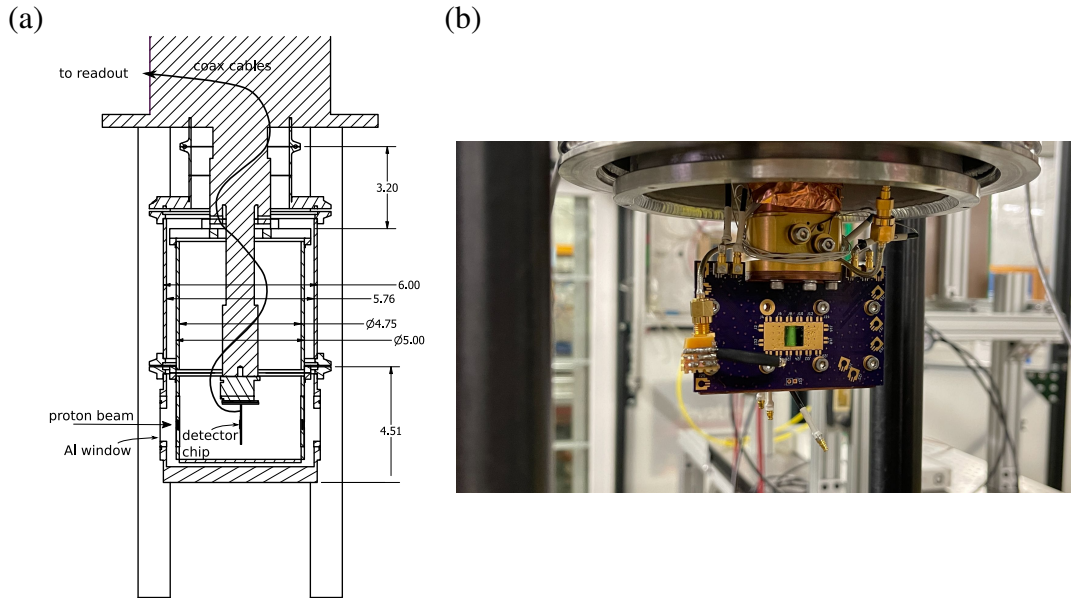 (a)
(b)
coax cables
to readout
3.20
6.00
5.76
Ø4.75
Ø5.00
proton beam
Al window
detector
chip
4.51